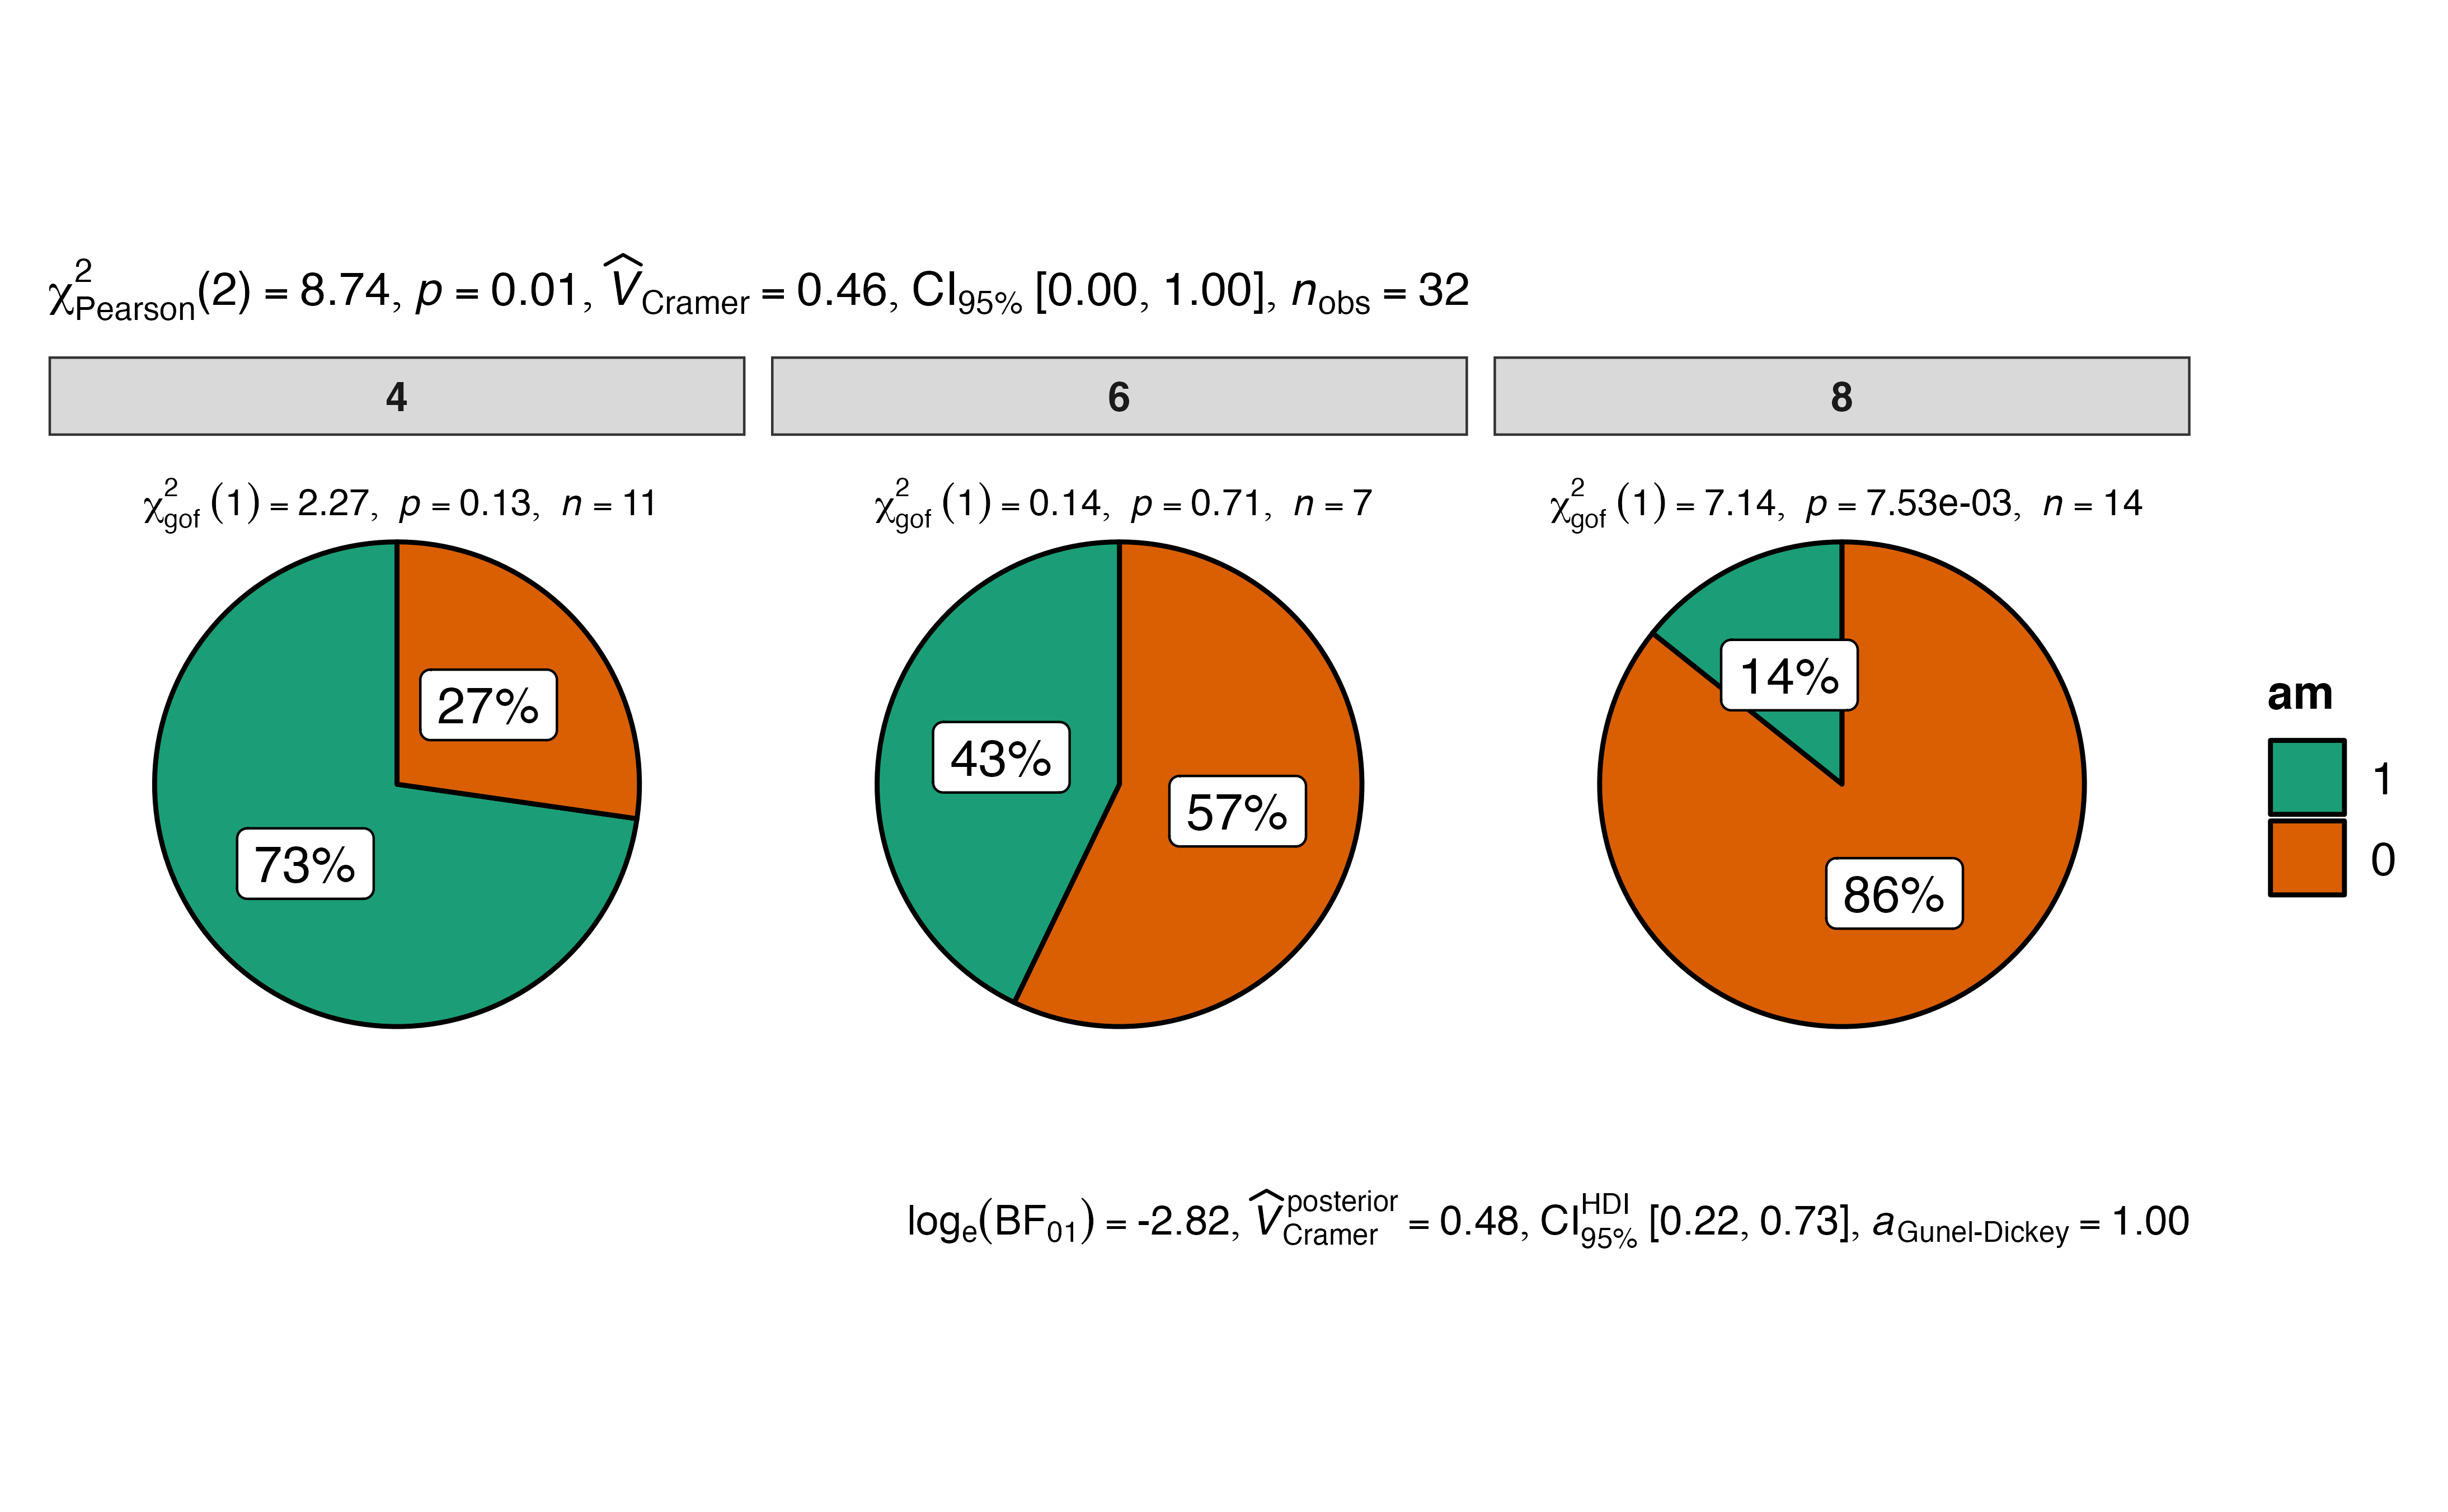 χ²Pearson(2) = 8.74, p = 0.01, V̂Cramer = 0.46, CI95% [0.00, 1.00], nobs = 32
4
6
8
χ²gof (1) = 2.27, p = 0.13, n = 11
χ²gof (1) = 0.14, p = 0.71, n = 7
χ²gof (1) = 7.14, p = 7.53e-03, n = 14
27%
73%
43%
57%
14%
86%
am
1
0
loge(BF01) = -2.82, V̂posteriorCramer = 0.48, CIHDI95% [0.22, 0.73], aGunel-Dickey = 1.00